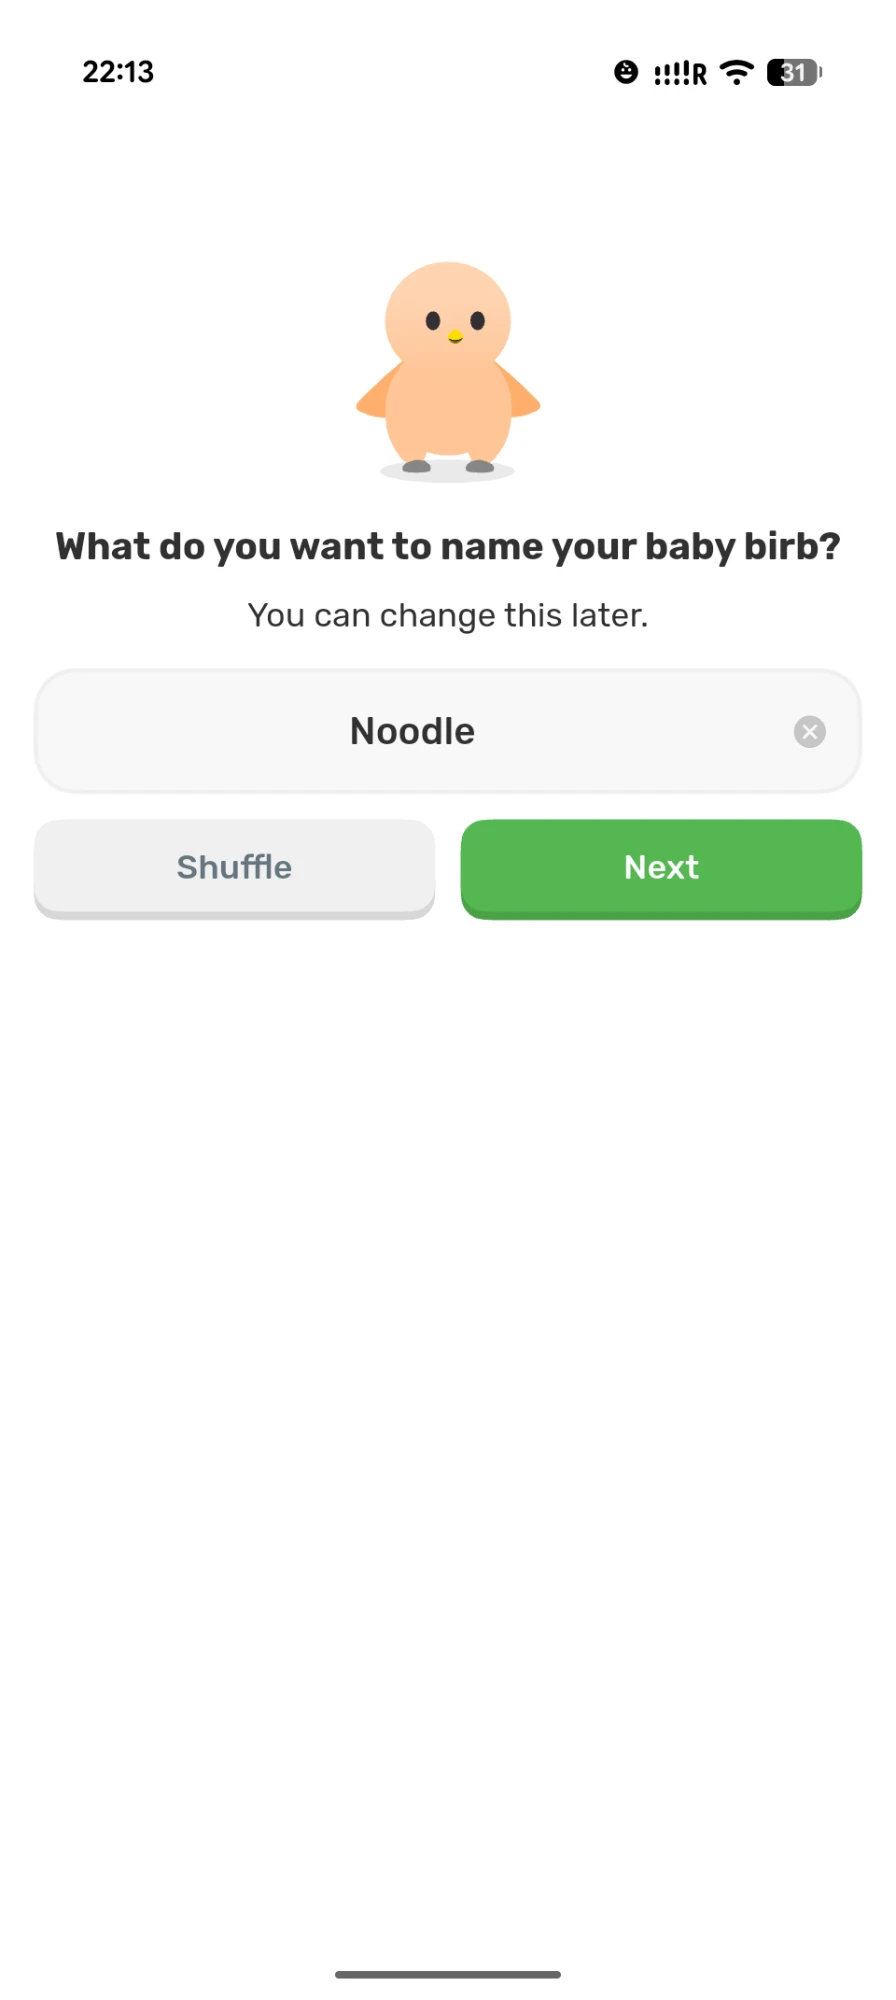 22:13
R
31
What do you want to name your baby birb?
You can change this later.
Noodle
Shuffle
Next